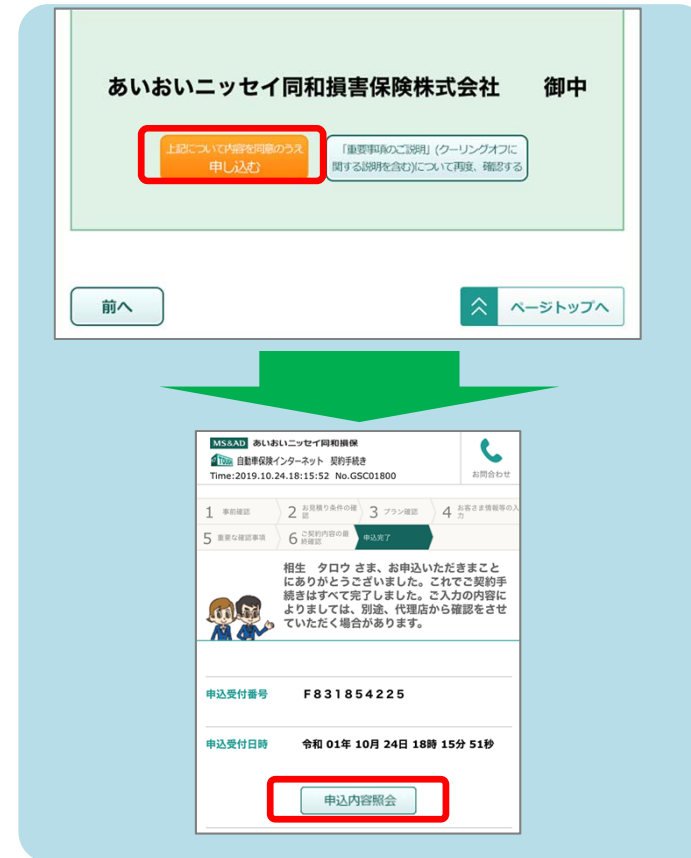 あいおいニッセイ同和損害保険株式会社　御中
上記について内容を同意のうえ
申し込む
「重要事項のご説明」(クーリングオフに
関する説明を含む)について再度、確認する
前へ
ページトップへ
MS&AD あいおいニッセイ同和損保
TOUGH 自動車保険インターネット 契約手続き
Time:2019.10.24.18:15:52 No.GSC01800
お問合わせ
1 事前確認
2 お見積り条件の確認
3 プラン確認
4 お客さま情報等の入力
5 重要な確認事項
6 ご契約内容の最終確認
申込完了
相生　タロウ さま、お申込いただきまこと
にありがとうございました。これでご契約手
続きはすべて完了しました。ご入力の内容に
よりましては、別途、代理店から確認をさせ
ていただく場合があります。
申込受付番号 F831854225
申込受付日時 令和 01年 10月 24日 18時 15分 51秒
申込内容照会